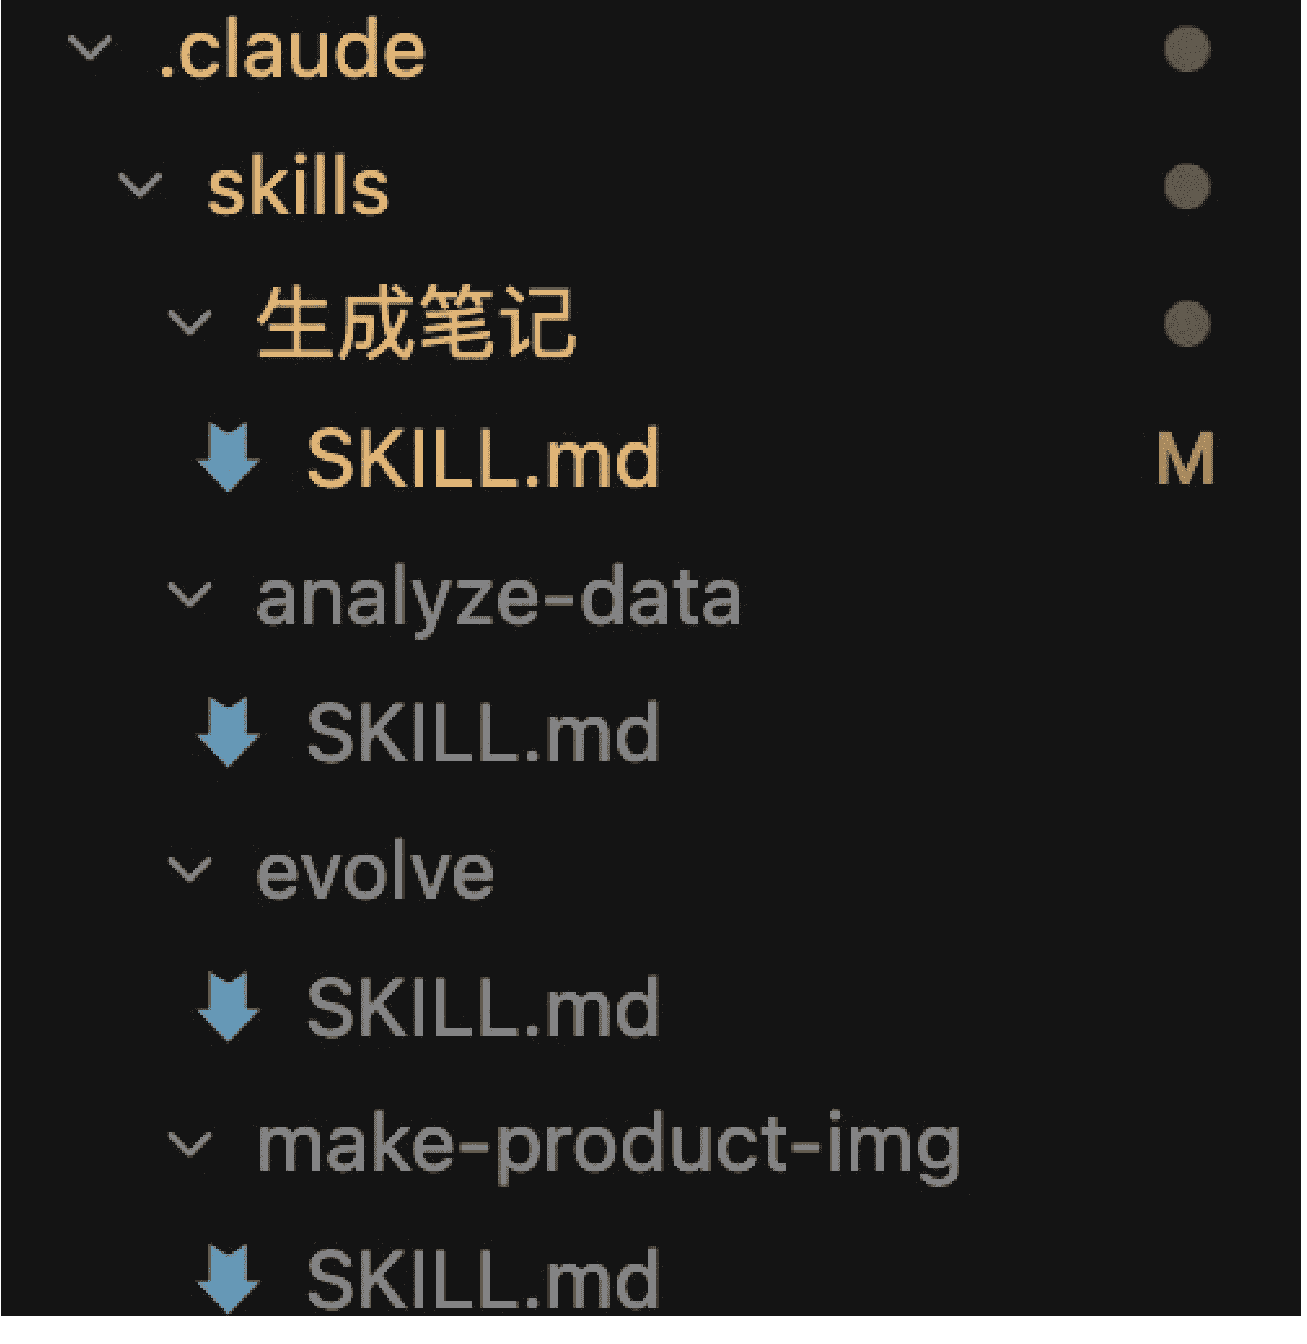 .claude
skills
生成笔记
SKILL.md M
analyze-data
SKILL.md
evolve
SKILL.md
make-product-img
SKILL.md